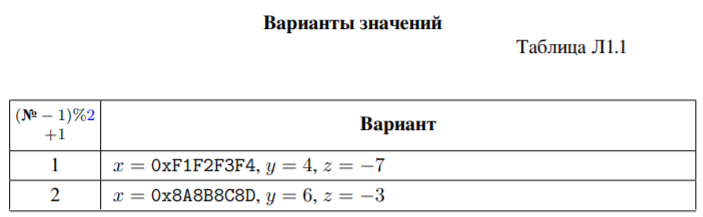 Варианты значений
Таблица Л1.1
(№ − 1)%2
+1
Вариант
1 x = 0xF1F2F3F4, y = 4, z = −7
2 x = 0x8A8B8C8D, y = 6, z = −3